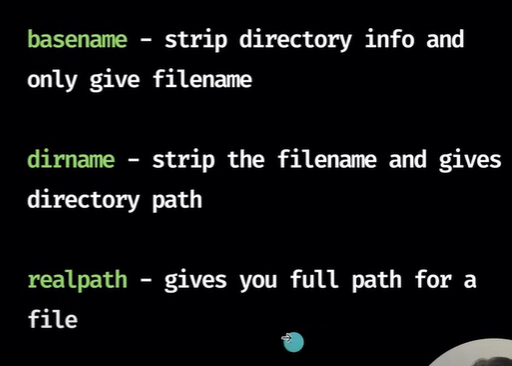 basename - strip directory info and
only give filename
dirname - strip the filename and gives
directory path
realpath - gives you full path for a
file